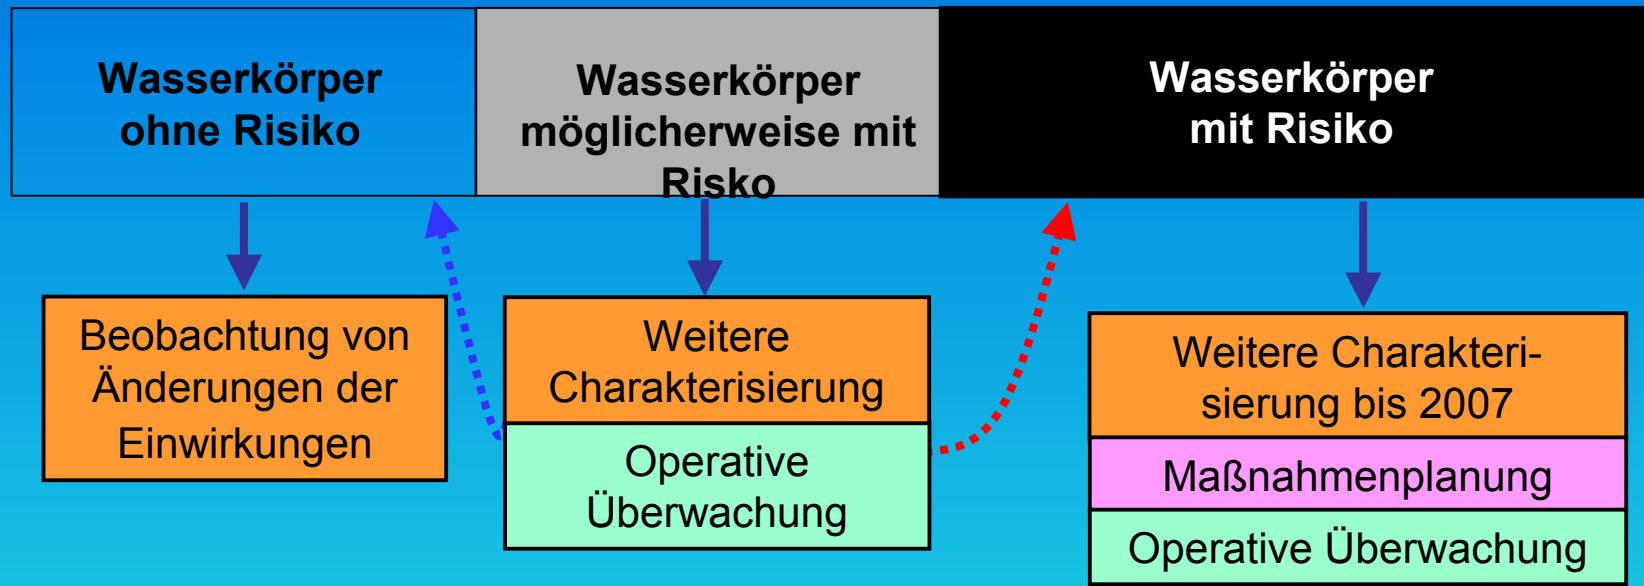 Wasserkörper
ohne Risiko
Wasserkörper
möglicherweise mit
Risko
Wasserkörper
mit Risiko
Beobachtung von
Änderungen der
Einwirkungen
Weitere
Charakterisierung
Operative
Überwachung
Weitere Charakteri-
sierung bis 2007
Maßnahmenplanung
Operative Überwachung